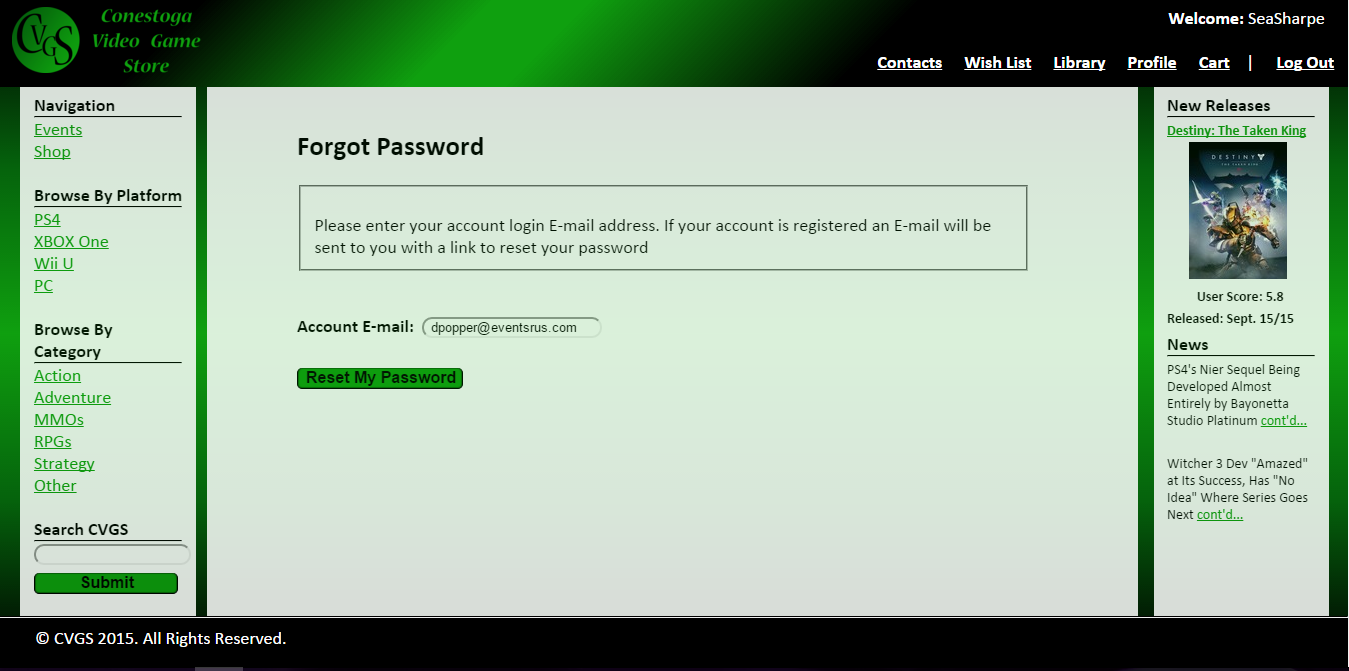 CVGS
Conestoga
Video Game
Store
Welcome: SeaSharpe
Contacts Wish List Library Profile Cart | Log Out
Navigation
Events
Shop
Browse By Platform
PS4
XBOX One
Wii U
PC
Browse By
Category
Action
Adventure
MMOs
RPGs
Strategy
Other
Search CVGS
Submit
Forgot Password
Please enter your account login E-mail address. If your account is registered an E-mail will be
sent to you with a link to reset your password
Account E-mail: dpopper@eventsrus.com
Reset My Password
New Releases
Destiny: The Taken King
DESTINY
THE TAKEN KING
User Score: 5.8
Released: Sept. 15/15
News
PS4's Nier Sequel Being
Developed Almost
Entirely by Bayonetta
Studio Platinum cont'd...
Witcher 3 Dev "Amazed"
at Its Success, Has "No
Idea" Where Series Goes
Next cont'd...
© CVGS 2015. All Rights Reserved.